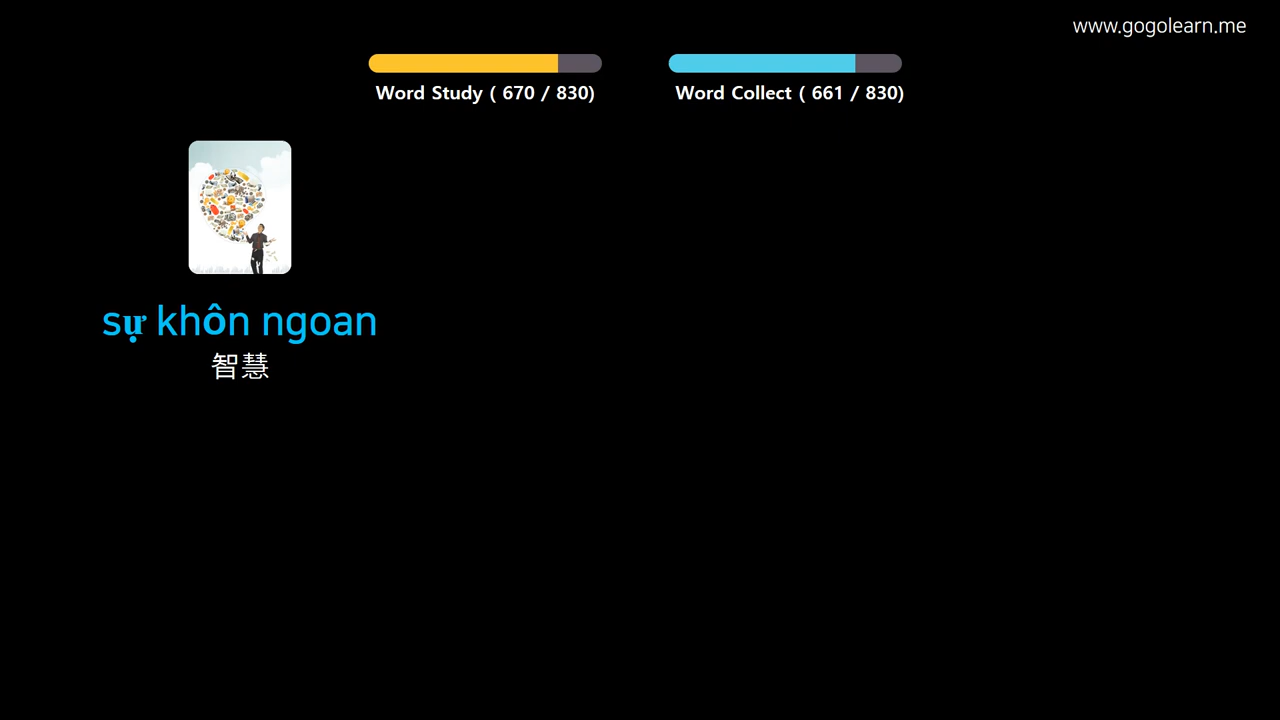 www.gogolearn.me
Word Study ( 670 / 830)
Word Collect ( 661 / 830)
sự khôn ngoan
智慧